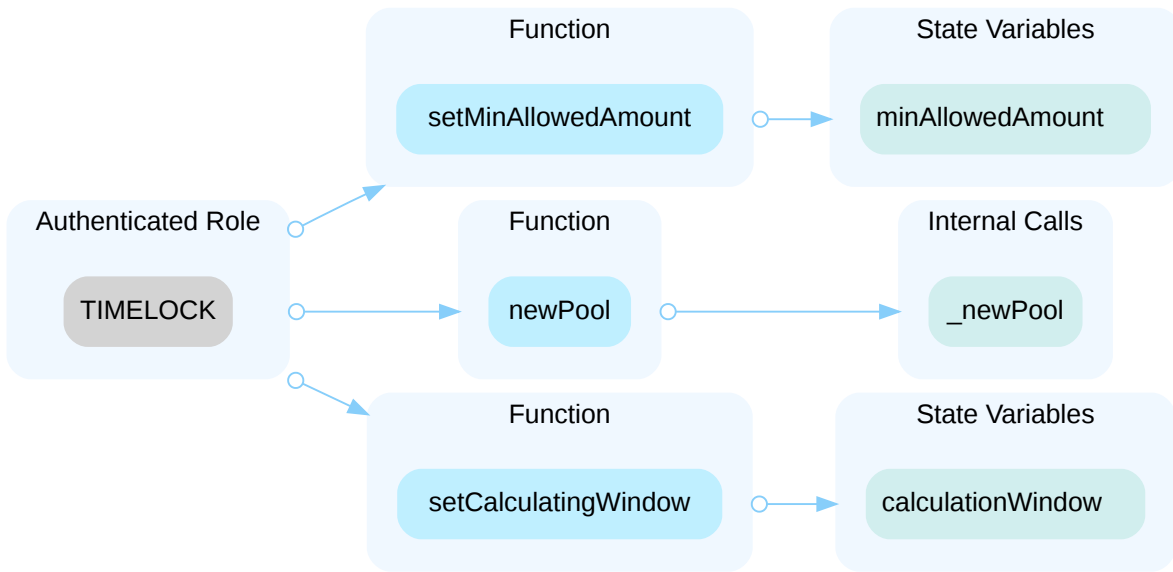 Function
State Variables
setMinAllowedAmount
minAllowedAmount
Authenticated Role
Function
Internal Calls
TIMELOCK
newPool
_newPool
Function
State Variables
setCalculatingWindow
calculationWindow